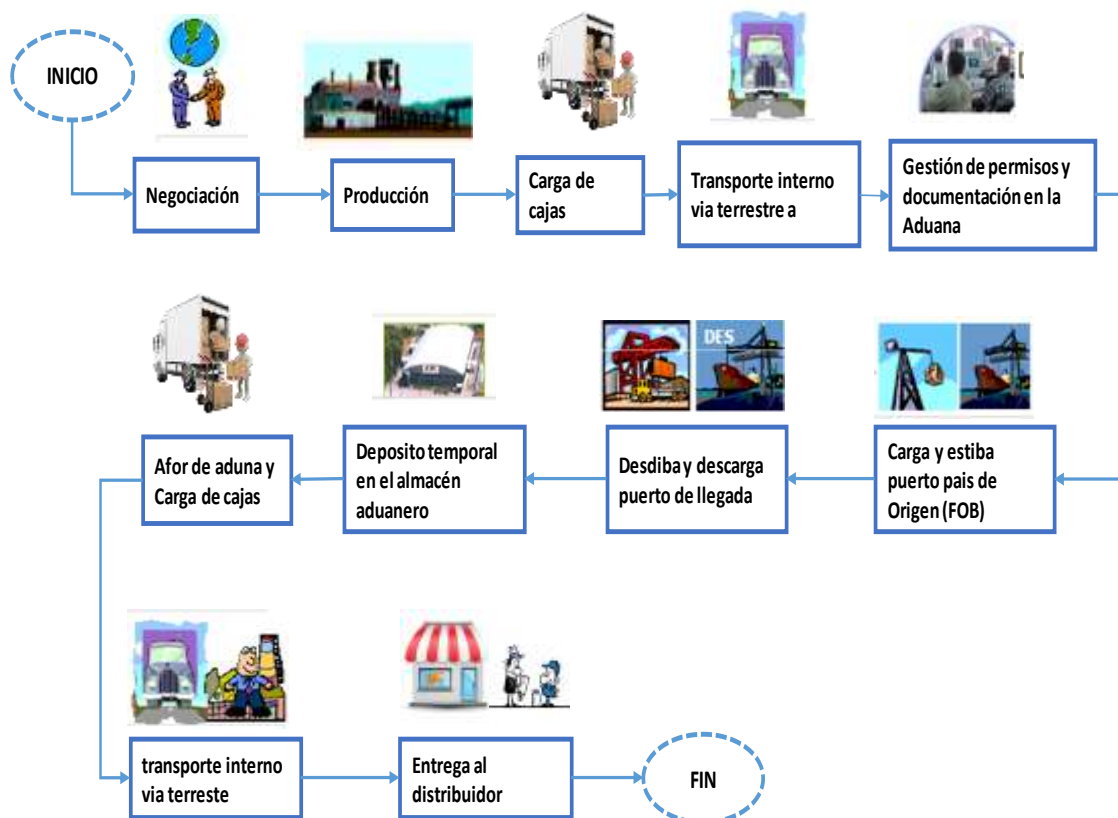 INICIO
Negociación
Producción
Carga de
cajas
Transporte interno
via terrestre a
Gestión de permisos y
documentación en la
Aduana
DES
Afor de aduna y
Carga de cajas
Deposito temporal
en el almacén
aduanero
Desdiba y descarga
puerto de llegada
Carga y estiba
puerto pais de
Origen (FOB)
transporte interno
via terreste
Entrega al
distribuidor
FIN